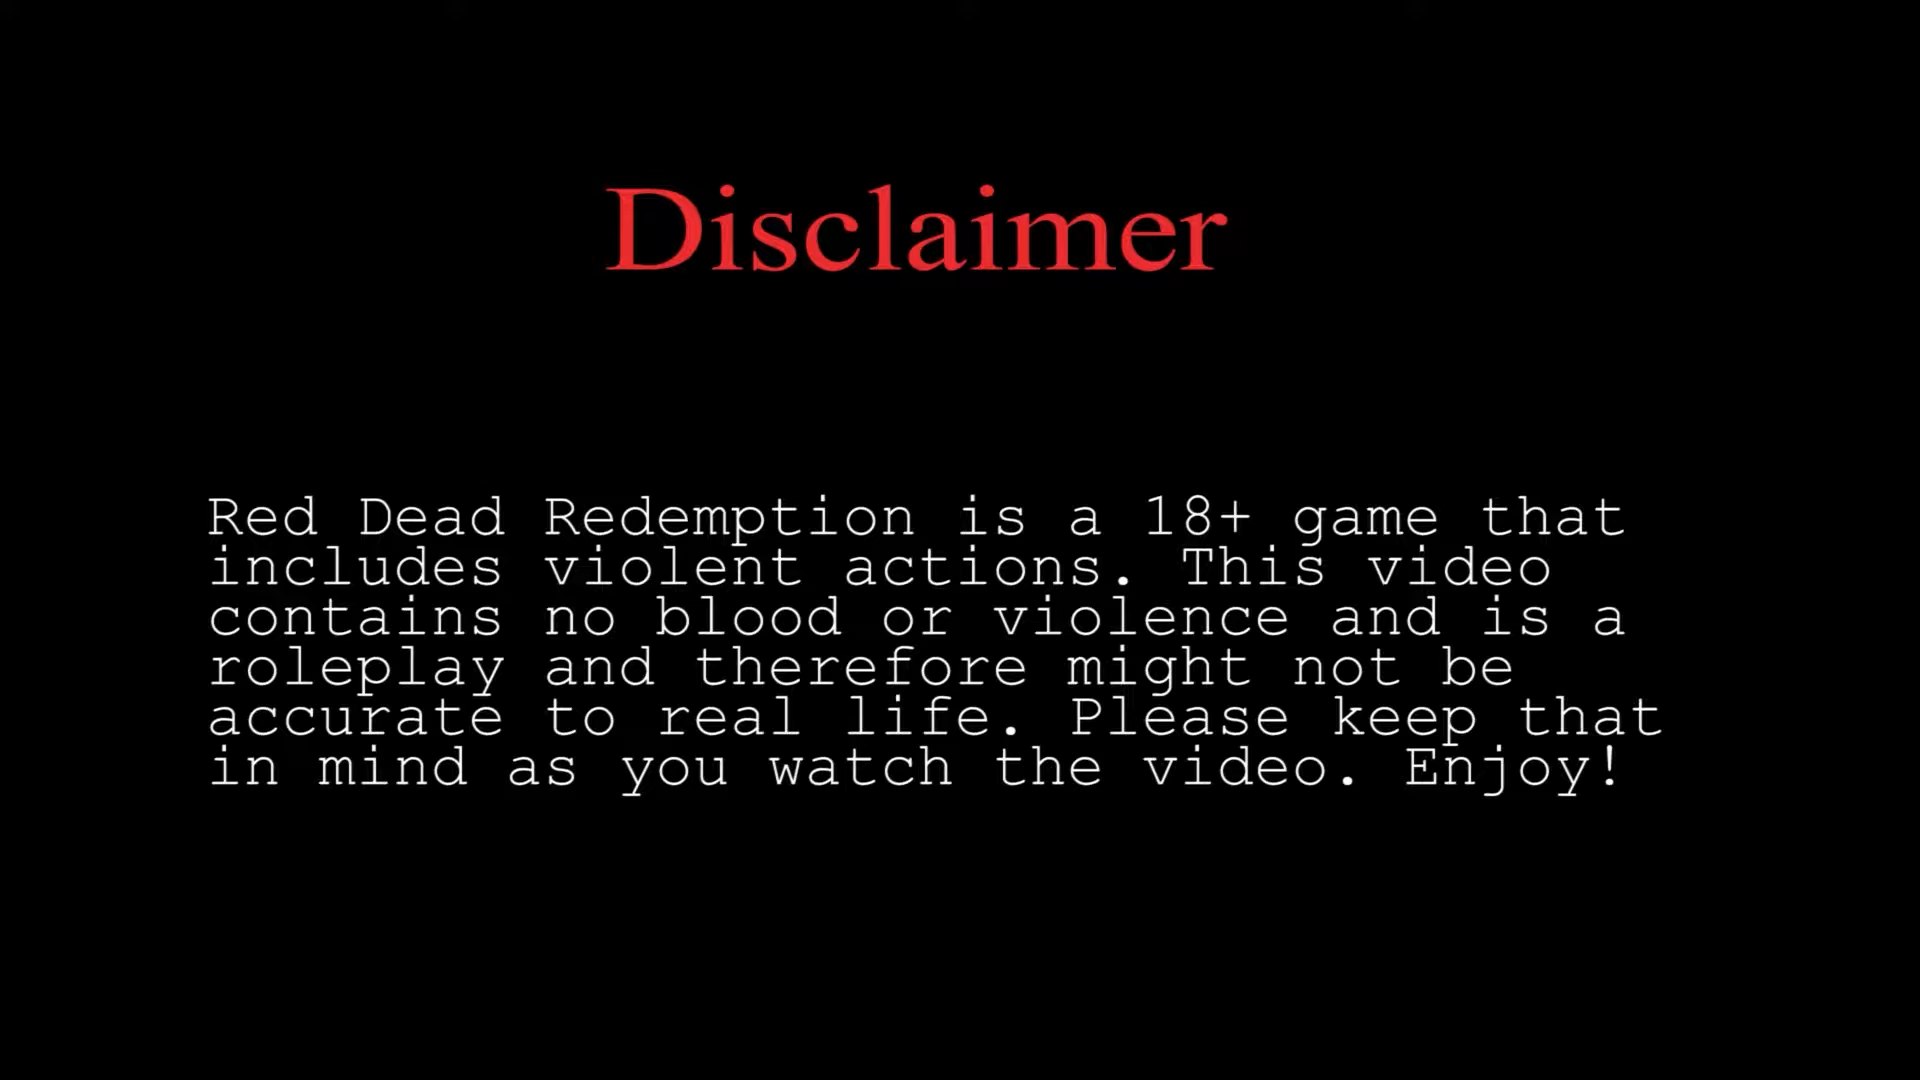 Disclaimer
Red Dead Redemption is a 18+ game that
includes violent actions. This video
contains no blood or violence and is a
roleplay and therefore might not be
accurate to real life. Please keep that
in mind as you watch the video. Enjoy!